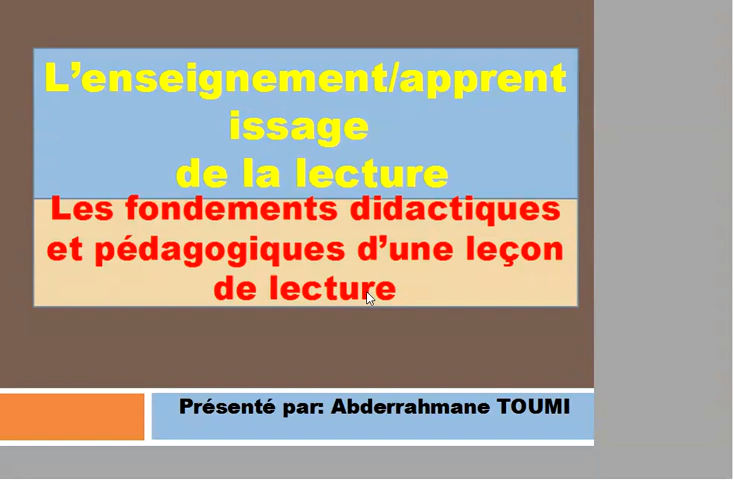 L’enseignement/apprent
issage
de la lecture
Les fondements didactiques
et pédagogiques d’une leçon
de lecture
Présenté par: Abderrahmane TOUMI